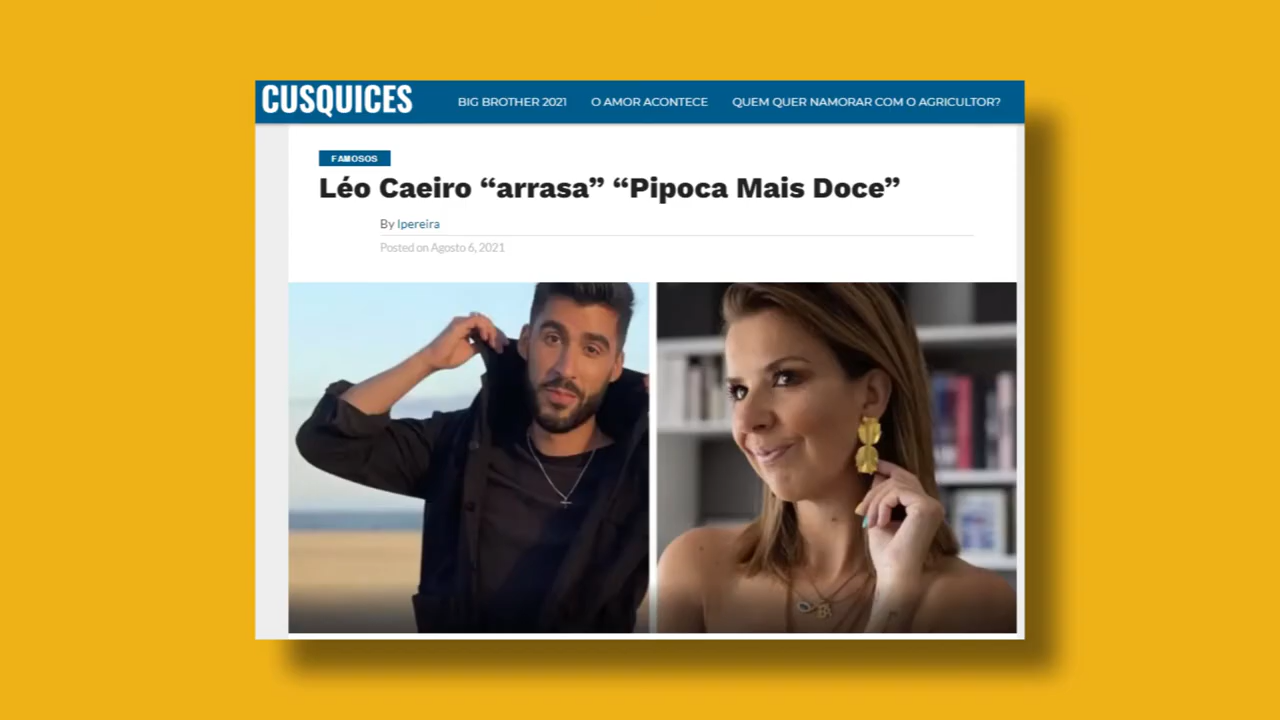 CUSQUICES
BIG BROTHER 2021 O AMOR ACONTECE QUEM QUER NAMORAR COM O AGRICULTOR?
FAMOSOS
Léo Caeiro “arrasa” “Pipoca Mais Doce”
By lpereira
Posted on Agosto 6, 2021